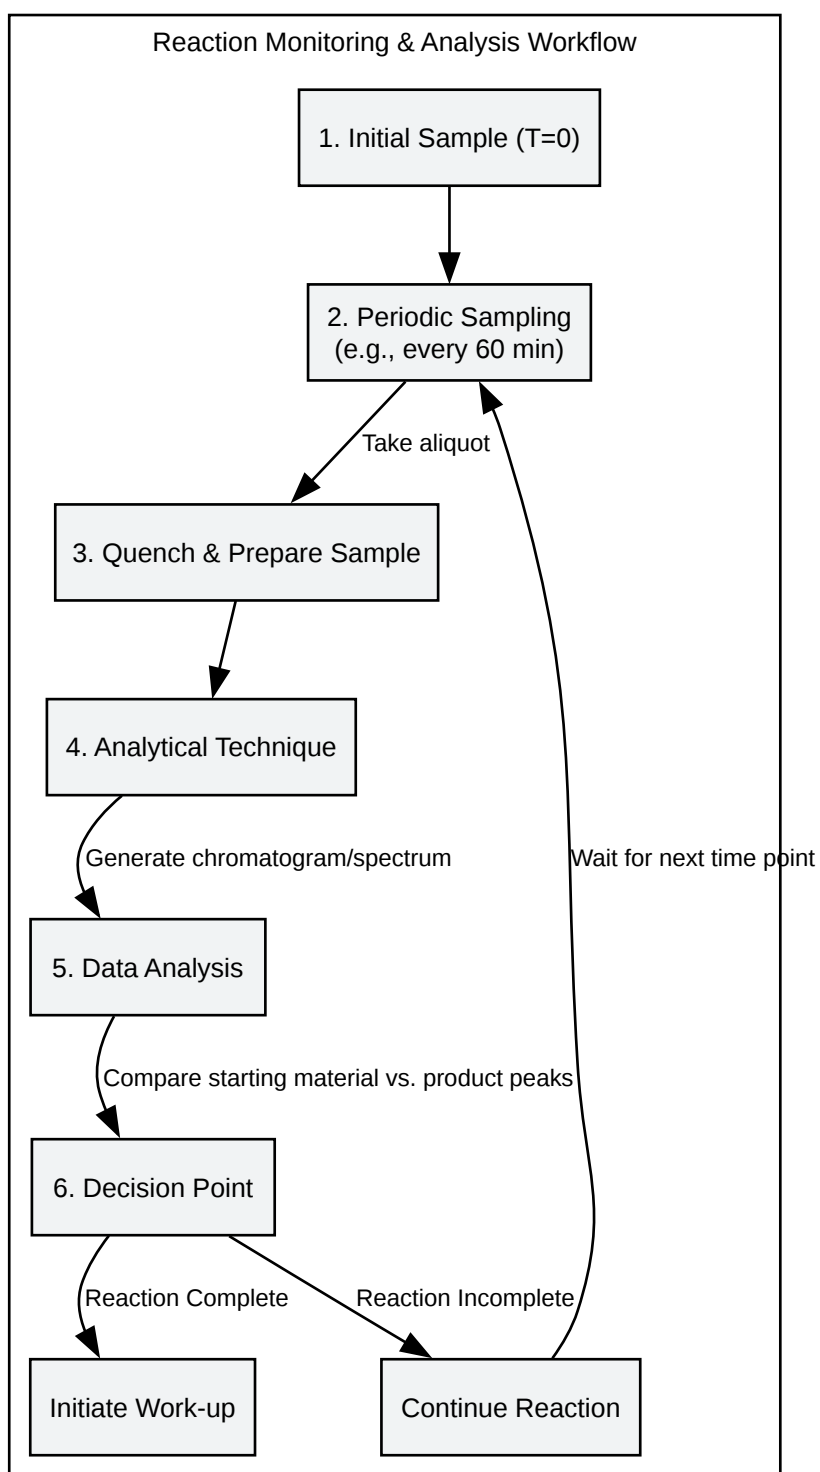 Reaction Monitoring & Analysis Workflow
1. Initial Sample (T=0)
2. Periodic Sampling
(e.g., every 60 min)
Take aliquot
3. Quench & Prepare Sample
4. Analytical Technique
Generate chromatogram/spectrum
Wait for next time point
5. Data Analysis
Compare starting material vs. product peaks
6. Decision Point
Reaction Complete
Reaction Incomplete
Initiate Work-up
Continue Reaction